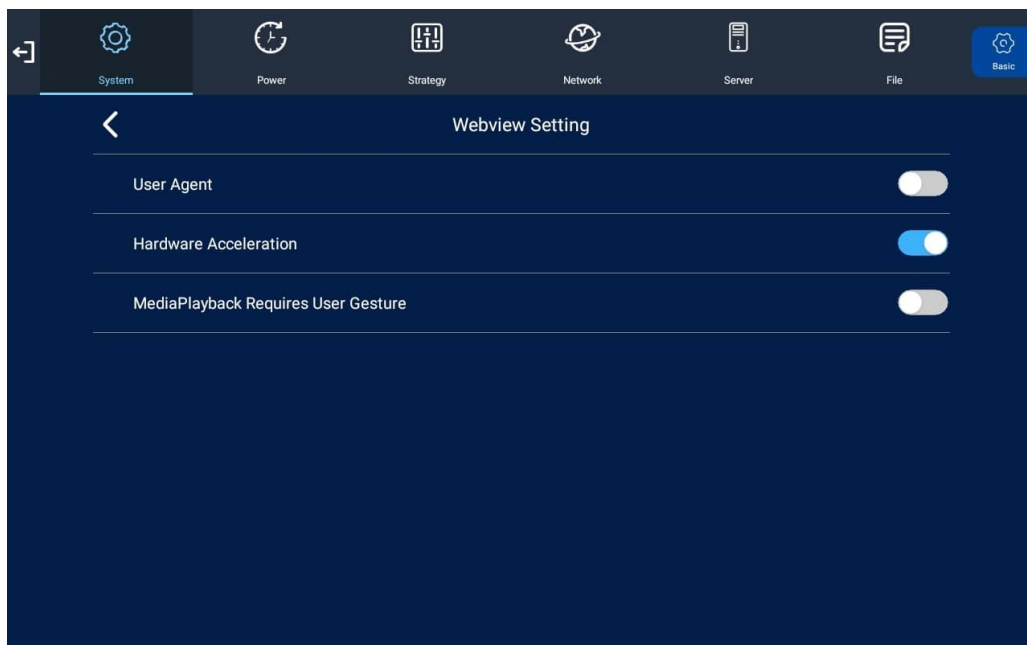 System
Power
Strategy
Network
Server
File
Basic
Webview Setting
User Agent
Hardware Acceleration
MediaPlayback Requires User Gesture